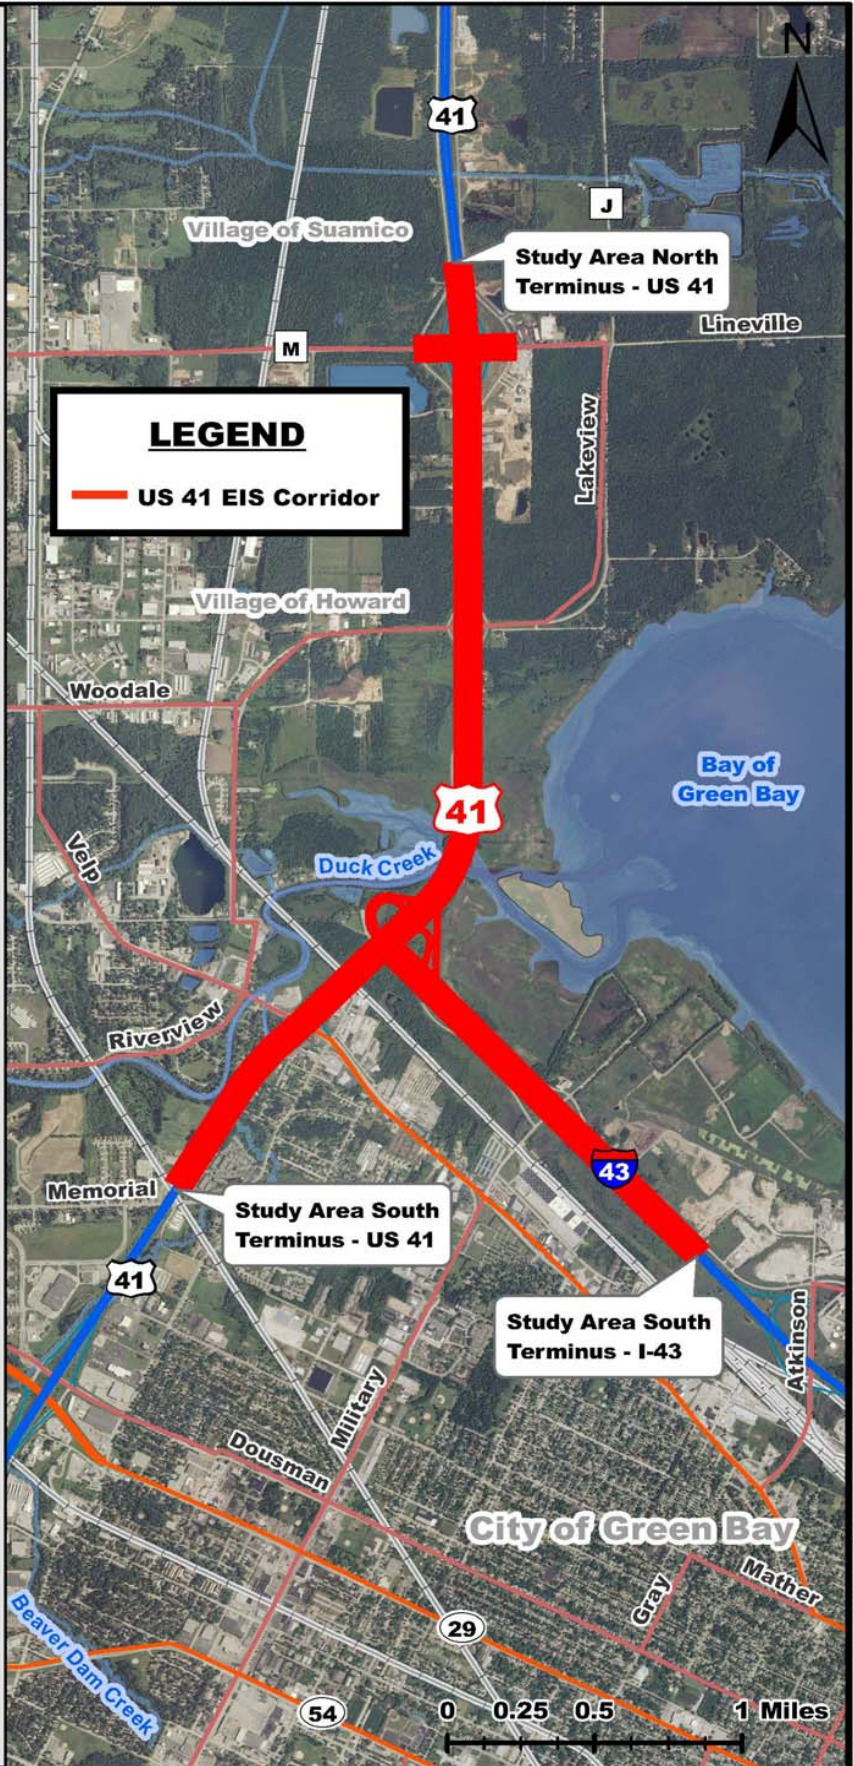 N
41
J
Village of Suamico
Study Area North
Terminus - US 41
Lineville
M
LEGEND
US 41 EIS Corridor
Lakeview
Village of Howard
Woodale
Bay of
Green Bay
41
Velp
Duck Creek
Riverview
43
Memorial
Study Area South
Terminus - US 41
41
Study Area South
Terminus - I-43
Atkinson
Military
Dousman
City of Green Bay
Mather
Gray
Beaver Dam Creek
29
54
0 0.25 0.5 1 Miles